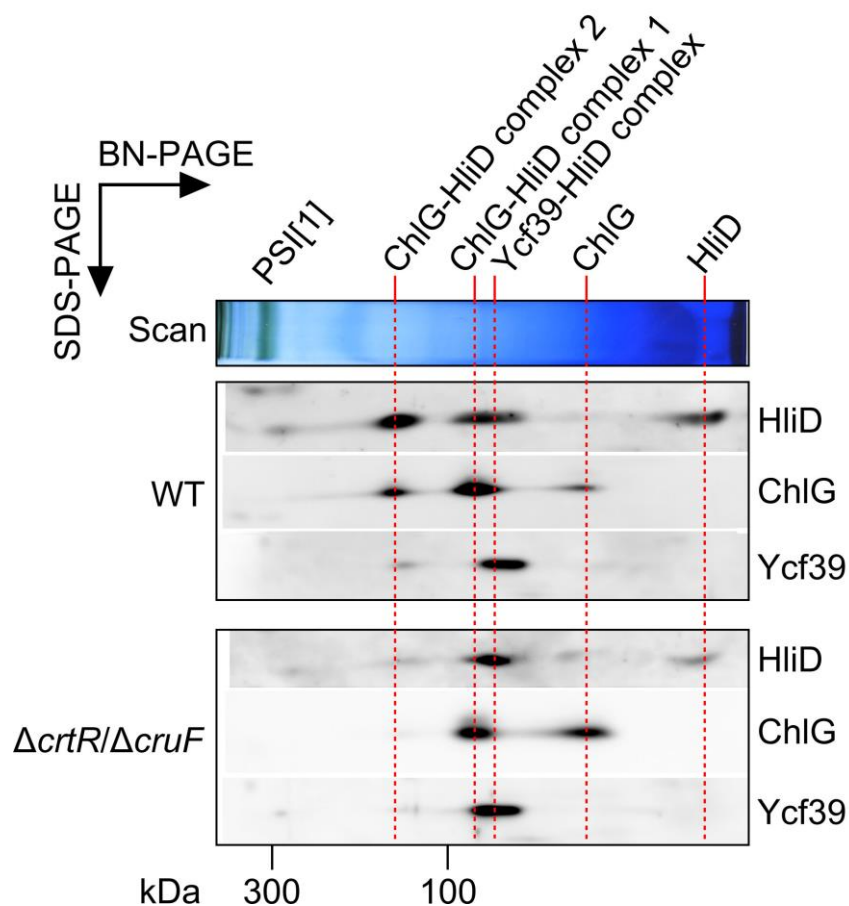 BN-PAGE
SDS-PAGE
PSI[1]
ChlG-HliD complex 2
ChlG-HliD complex 1
Ycf39-HliD complex
ChlG
HliD
Scan
WT
HliD
ChlG
Ycf39
ΔcrtR/ΔcruF
HliD
ChlG
Ycf39
kDa 300 100